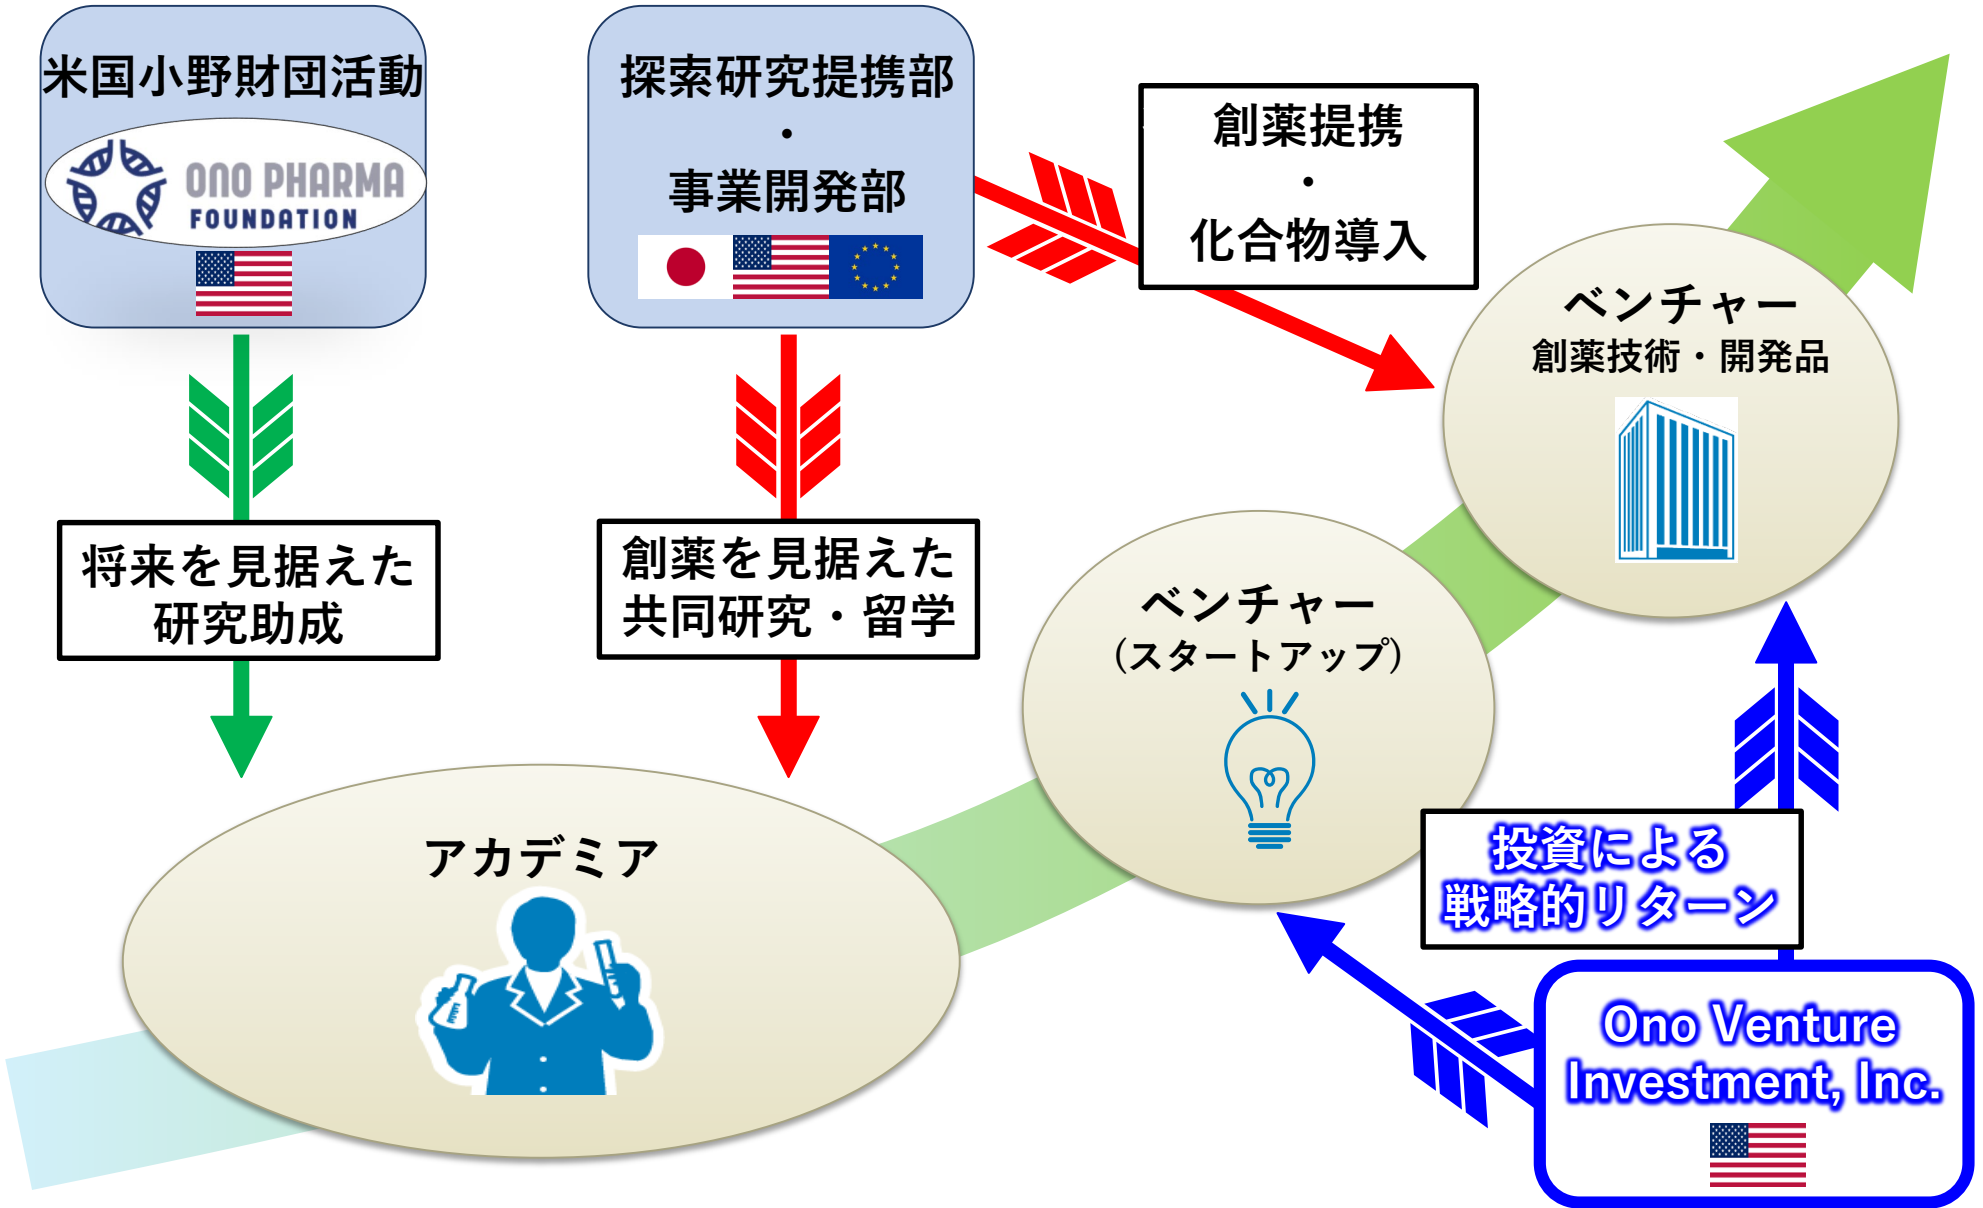 米国小野財団活動
ONO PHARMA
FOUNDATION
探索研究提携部
・
事業開発部
創薬提携
・
化合物導入
ベンチャー
創薬技術・開発品
将来を見据えた
研究助成
創薬を見据えた
共同研究・留学
ベンチャー
(スタートアップ)
アカデミア
投資による
戦略的リターン
Ono Venture
Investment, Inc.